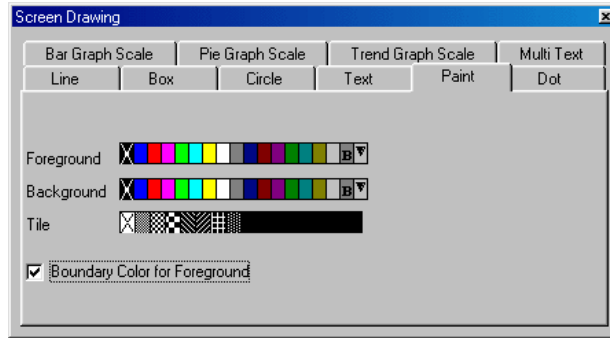 Screen Drawing
Bar Graph Scale Pie Graph Scale Trend Graph Scale Multi Text
Line Box Circle Text Paint Dot
Foreground B
Background B
Tile
Boundary Color for Foreground